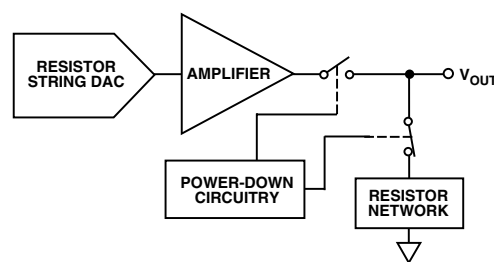 RESISTOR
STRING DAC
AMPLIFIER
VOUT
POWER-DOWN
CIRCUITRY
RESISTOR
NETWORK